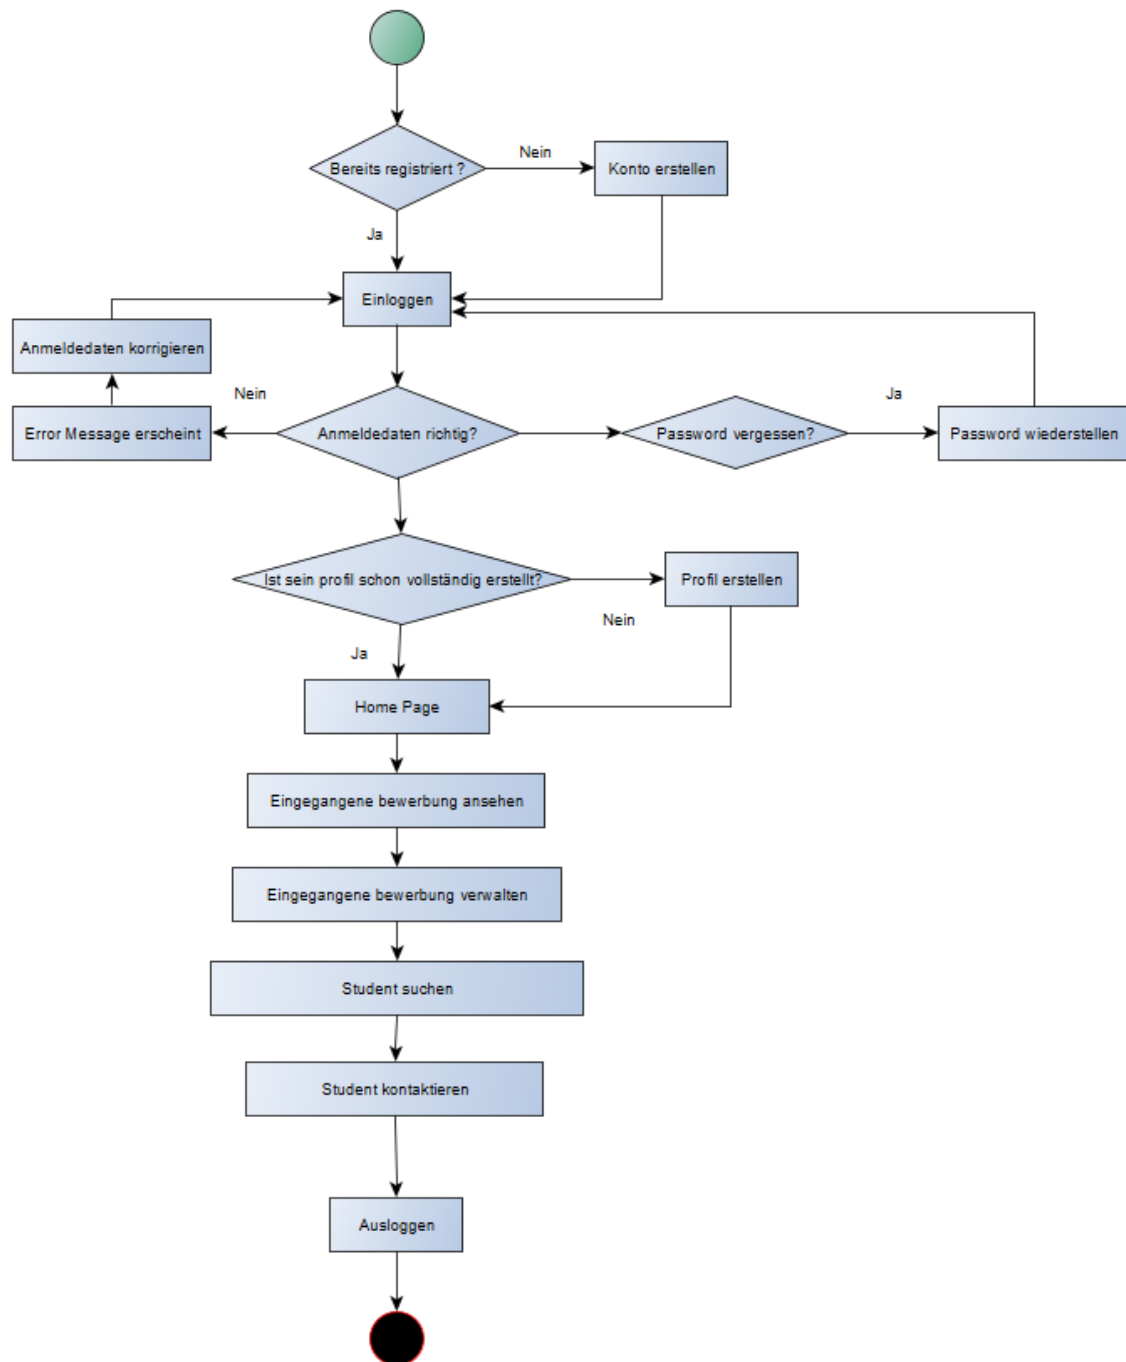 Bereits registriert ?
Nein
Konto erstellen
Ja
Einloggen
Anmeldedaten korrigieren
Nein
Error Message erscheint
Anmeldedaten richtig?
Password vergessen?
Ja
Password wiederstellen
Ist sein profil schon vollständig erstellt?
Profil erstellen
Nein
Ja
Home Page
Eingegangene bewerbung ansehen
Eingegangene bewerbung verwalten
Student suchen
Student kontaktieren
Ausloggen